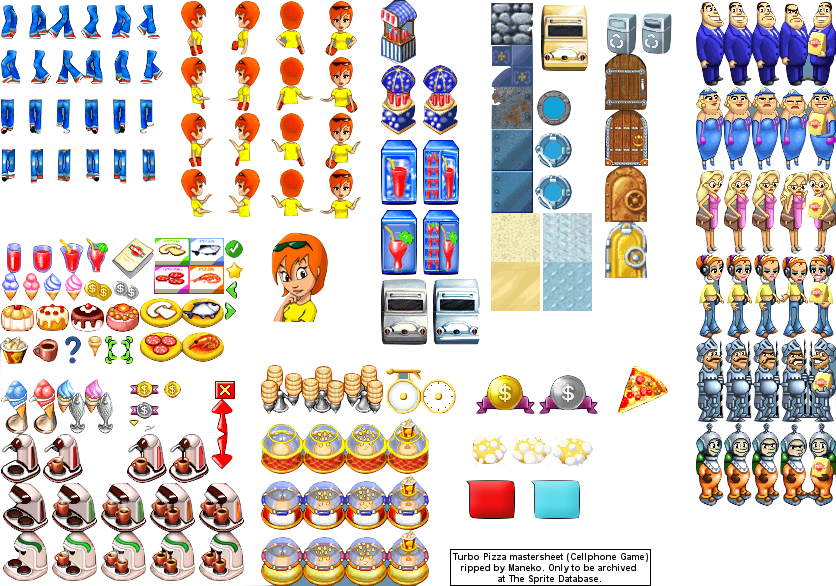 $
$
$
$
Turbo Pizza mastersheet (Cellphone Game)
ripped by Maneko. Only to be archived
at The Sprite Database.